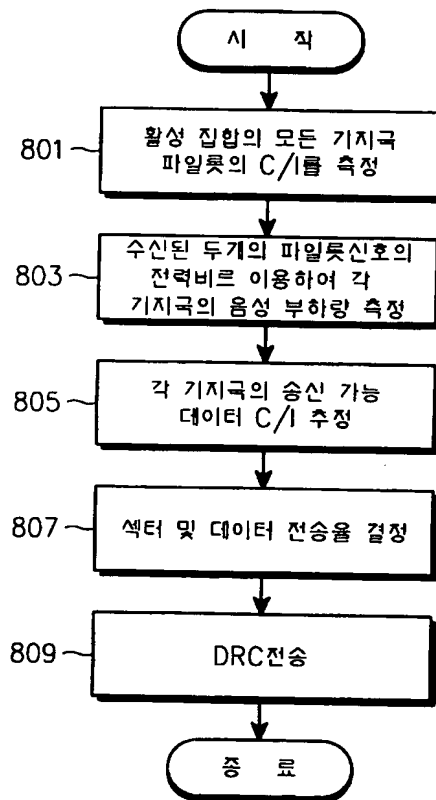 시 작
801
활성 집합의 모든 기지국
파일롯의 C/I를 측정
803
수신된 두개의 파일롯신호의
전력비르 이용하여 각
기지국의 음성 부하량 측정
805
각 기지국의 송신 가능
데이터 C/I 추정
807
섹터 및 데이터 전송율 결정
809
DRC전송
종 료